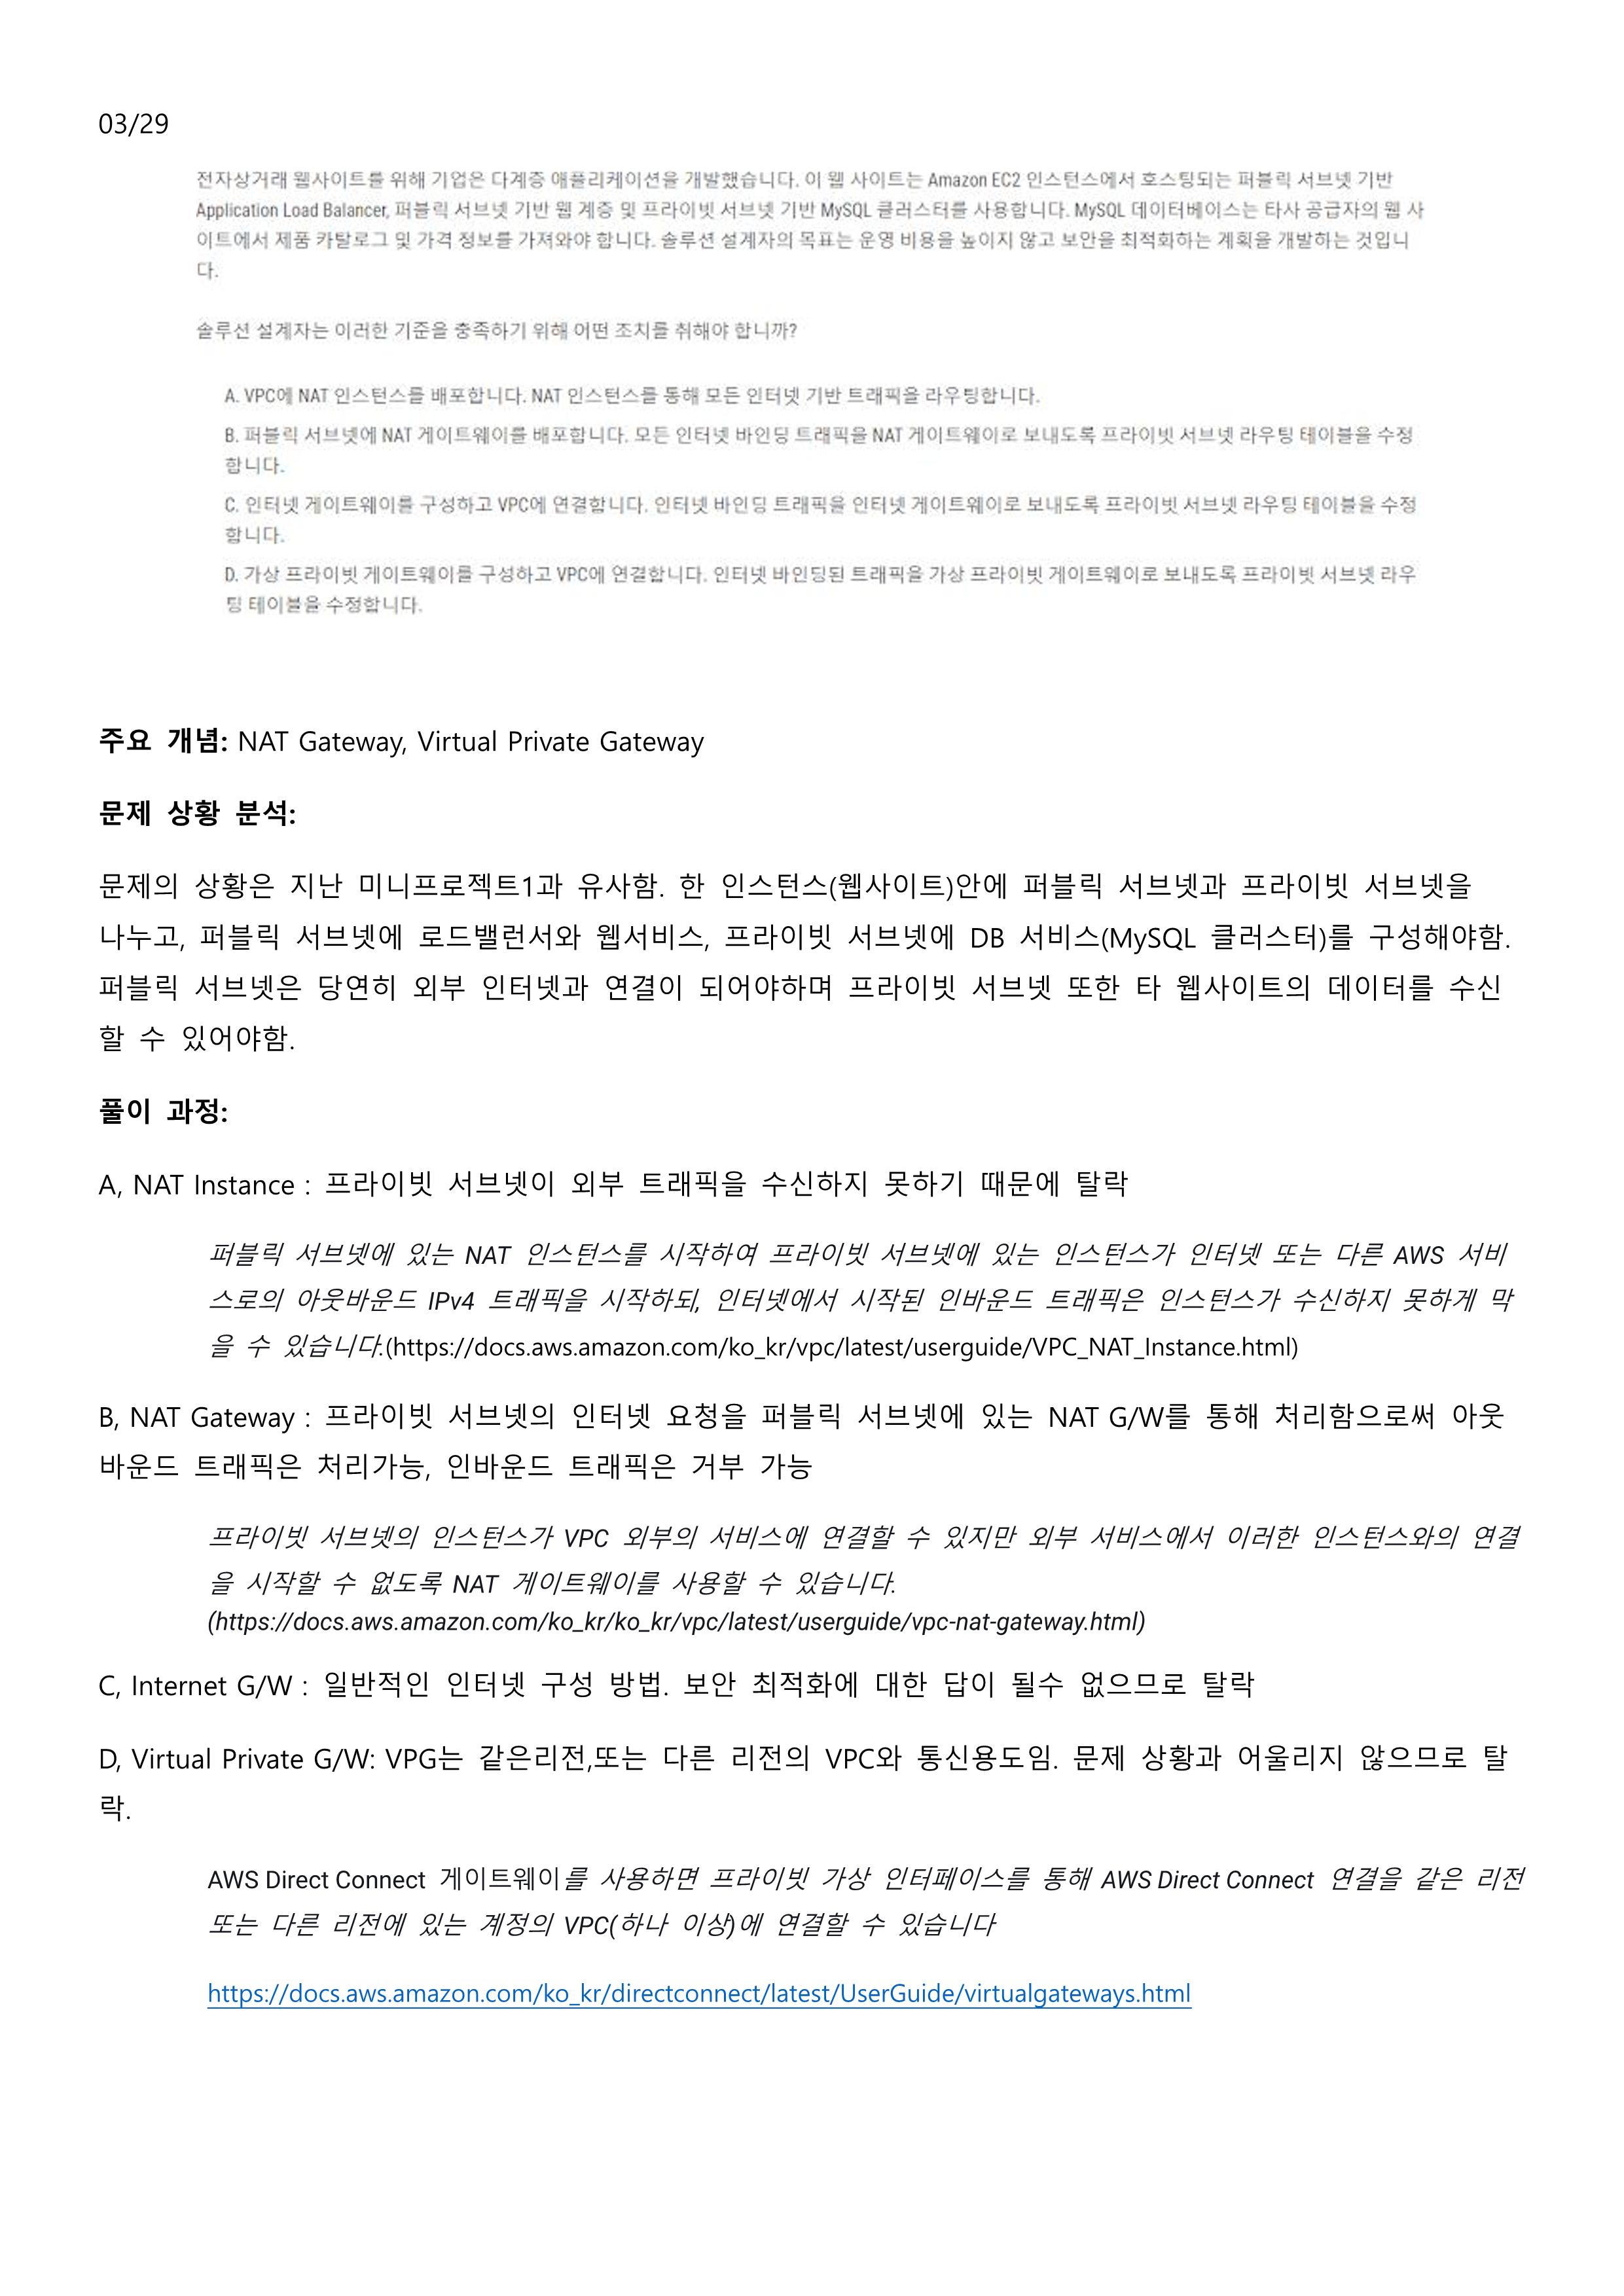 03/29
전자상거래 웹사이트를 위해 기업은 다계층 애플리케이션을 개발했습니다. 이 웹 사이트는 Amazon EC2 인스턴스에서 호스팅되는 퍼블릭 서브넷 기반
Application Load Balancer, 퍼블릭 서브넷 기반 웹 계층 및 프라이빗 서브넷 기반 MySQL 클러스터를 사용합니다. MySQL 데이터베이스는 타사 공급자의 웹 사
이트에서 제품 카탈로그 및 가격 정보를 가져와야 합니다. 솔루션 설계자의 목표는 운영 비용을 높이지 않고 보안을 최적화하는 계획을 개발하는 것입니
다.
솔루션 설계자는 이러한 기준을 충족하기 위해 어떤 조치를 취해야 합니까?
A. VPC에 NAT 인스턴스를 배포합니다. NAT 인스턴스를 통해 모든 인터넷 기반 트래픽을 라우팅합니다.
B. 퍼블릭 서브넷에 NAT 게이트웨이를 배포합니다. 모든 인터넷 바인딩 트래픽을 NAT 게이트웨이로 보내도록 프라이빗 서브넷 라우팅 테이블을 수정
합니다.
C. 인터넷 게이트웨이를 구성하고 VPC에 연결합니다. 인터넷 바인딩 트래픽을 인터넷 게이트웨이로 보내도록 프라이빗 서브넷 라우팅 테이블을 수정
합니다.
D. 가상 프라이빗 게이트웨이를 구성하고 VPC에 연결합니다. 인터넷 바인딩된 트래픽을 가상 프라이빗 게이트웨이로 보내도록 프라이빗 서브넷 라우
팅 테이블을 수정합니다.
주요 개념: NAT Gateway, Virtual Private Gateway
문제 상황 분석:
문제의 상황은 지난 미니프로젝트1과 유사함. 한 인스턴스(웹사이트)안에 퍼블릭 서브넷과 프라이빗 서브넷을
나누고, 퍼블릭 서브넷에 로드밸런서와 웹서비스, 프라이빗 서브넷에 DB 서비스(MySQL 클러스터)를 구성해야함.
퍼블릭 서브넷은 당연히 외부 인터넷과 연결이 되어야하며 프라이빗 서브넷 또한 타 웹사이트의 데이터를 수신
할 수 있어야함.
풀이 과정:
A, NAT Instance : 프라이빗 서브넷이 외부 트래픽을 수신하지 못하기 때문에 탈락
퍼블릭 서브넷에 있는 NAT 인스턴스를 시작하여 프라이빗 서브넷에 있는 인스턴스가 인터넷 또는 다른 AWS 서비
스로의 아웃바운드 IPv4 트래픽을 시작하되, 인터넷에서 시작된 인바운드 트래픽은 인스턴스가 수신하지 못하게 막
을 수 있습니다.(https://docs.aws.amazon.com/ko_kr/vpc/latest/userguide/VPC_NAT_Instance.html)
B, NAT Gateway : 프라이빗 서브넷의 인터넷 요청을 퍼블릭 서브넷에 있는 NAT G/W를 통해 처리함으로써 아웃
바운드 트래픽은 처리가능, 인바운드 트래픽은 거부 가능
프라이빗 서브넷의 인스턴스가 VPC 외부의 서비스에 연결할 수 있지만 외부 서비스에서 이러한 인스턴스와의 연결
을 시작할 수 없도록 NAT 게이트웨이를 사용할 수 있습니다.
(https://docs.aws.amazon.com/ko_kr/ko_kr/vpc/latest/userguide/vpc-nat-gateway.html)
C, Internet G/W : 일반적인 인터넷 구성 방법. 보안 최적화에 대한 답이 될수 없으므로 탈락
D, Virtual Private G/W: VPG는 같은리전,또는 다른 리전의 VPC와 통신용도임. 문제 상황과 어울리지 않으므로 탈
락.
AWS Direct Connect 게이트웨이를 사용하면 프라이빗 가상 인터페이스를 통해 AWS Direct Connect 연결을 같은 리전
또는 다른 리전에 있는 계정의 VPC(하나 이상)에 연결할 수 있습니다
https://docs.aws.amazon.com/ko_kr/directconnect/latest/UserGuide/virtualgateways.html